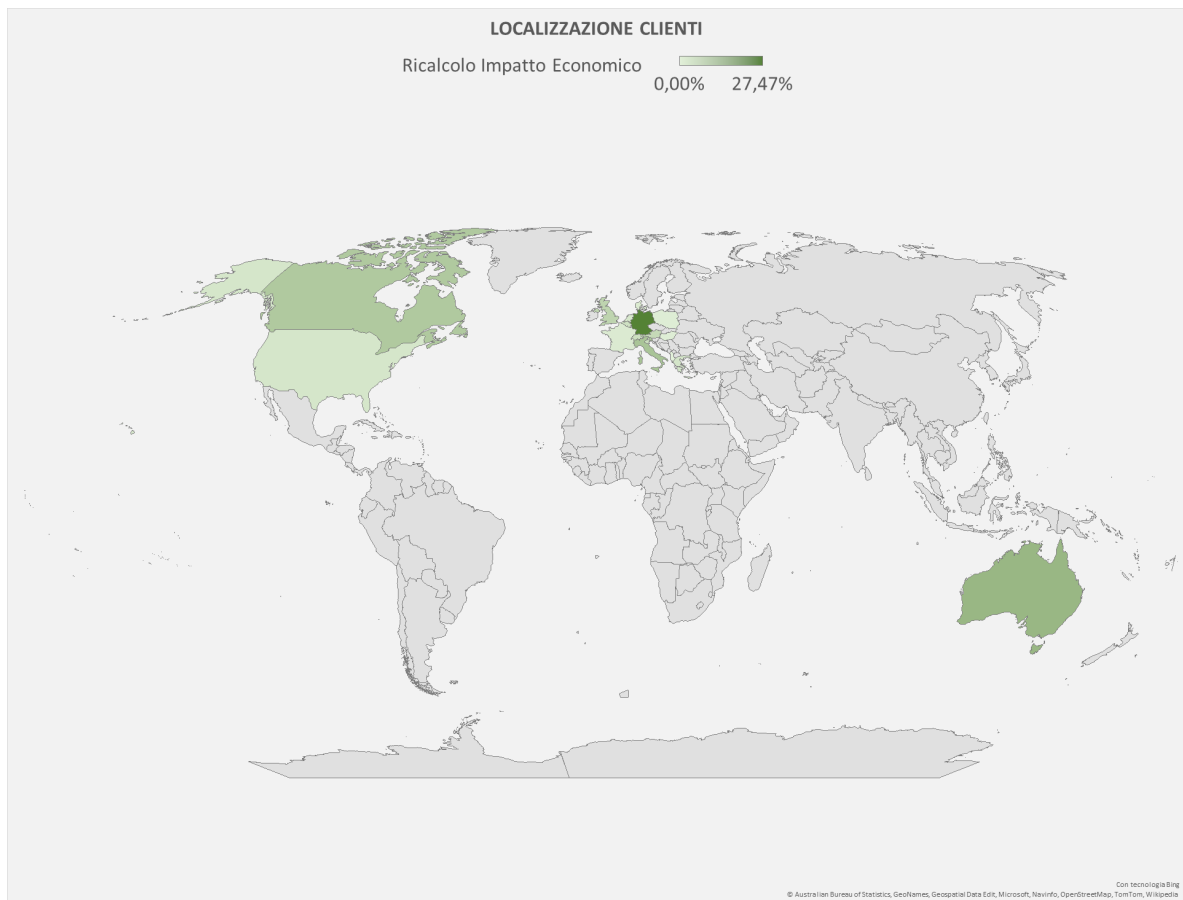 LOCALIZZAZIONE CLIENTI
Ricalcolo Impatto Economico
0,00% 27,47%
Con tecnologia Bing
© Australian Bureau of Statistics, GeoNames, Geospatial Data Edit, Microsoft, Navinfo, OpenStreetMap, TomTom, Wikipedia